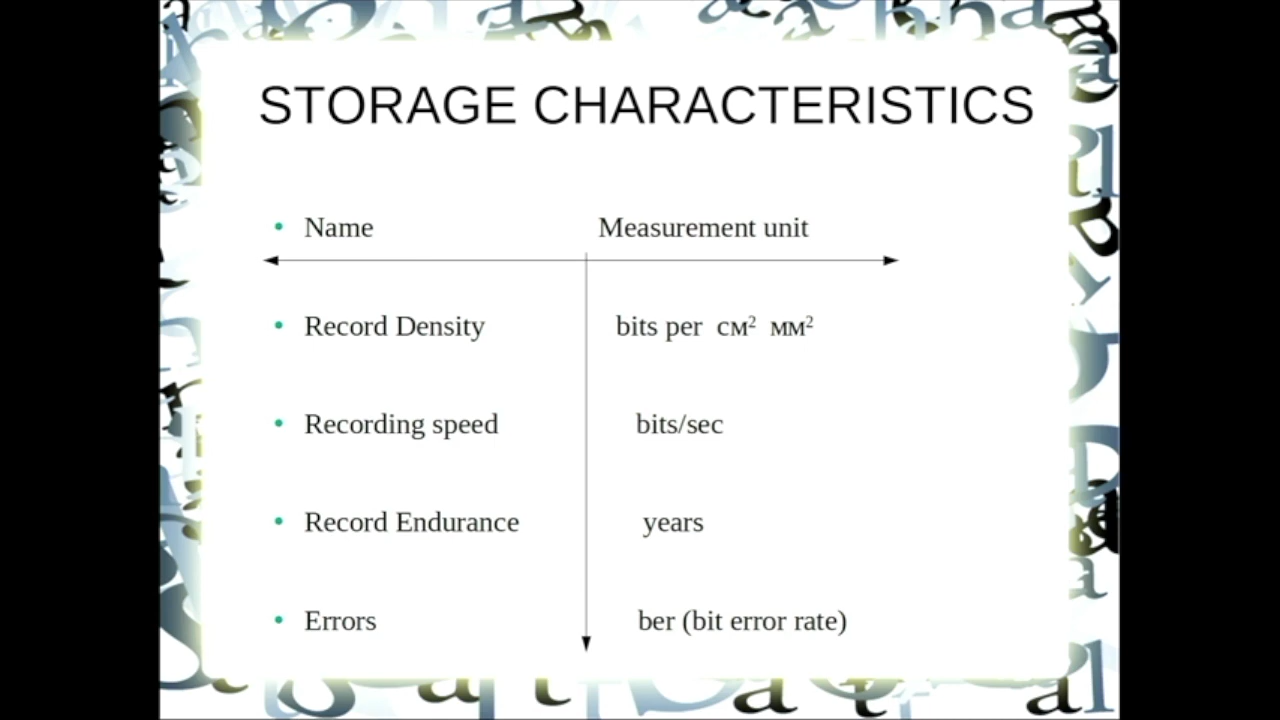 STORAGE CHARACTERISTICS
• Name Measurement unit
• Record Density bits per см² мм²
• Recording speed bits/sec
• Record Endurance years
• Errors ber (bit error rate)